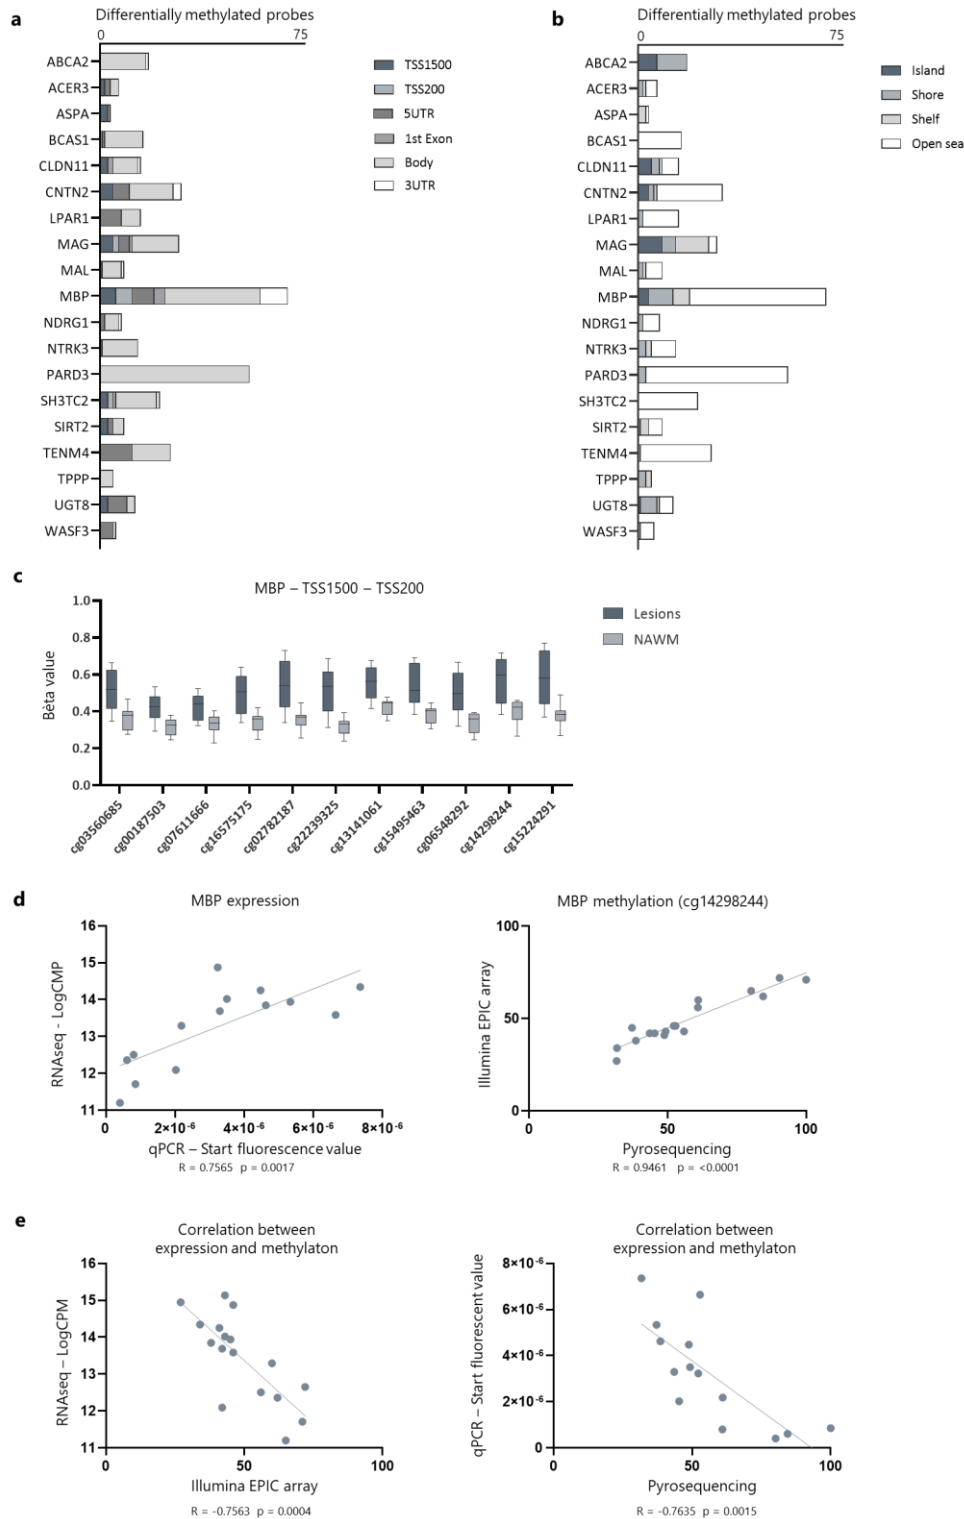 a
Differentially methylated probes
0 75
ABCA2
ACER3
ASPA
BCAS1
CLDN11
CNTN2
LPAR1
MAG
MAL
MBP
NDRG1
NTRK3
PARD3
SH3TC2
SIRT2
TENM4
TPPP
UGT8
WASF3
TSS1500
TSS200
5UTR
1st Exon
Body
3UTR
b
Differentially methylated probes
0 75
ABCA2
ACER3
ASPA
BCAS1
CLDN11
CNTN2
LPAR1
MAG
MAL
MBP
NDRG1
NTRK3
PARD3
SH3TC2
SIRT2
TENM4
TPPP
UGT8
WASF3
Island
Shore
Shelf
Open sea
c
MBP – TSS1500 – TSS200
Bèta value
1.0
0.8
0.6
0.4
0.2
0.0
cg03560685
cg00187503
cg07611666
cg16575175
cg02782187
cg22239325
cg13141061
cg15495463
cg06548292
cg14298244
cg15224291
Lesions
NAWM
d
MBP expression
RNAseq - LogCMP
16
15
14
13
12
11
0 2×10⁻⁶ 4×10⁻⁶ 6×10⁻⁶ 8×10⁻⁶
qPCR – Start fluorescence value
R = 0.7565 p = 0.0017
MBP methylation (cg14298244)
Illumina EPIC array
100
50
0
0 50 100
Pyrosequencing
R = 0.9461 p = <0.0001
e
Correlation between
expression and methylaton
RNAseq – LogCPM
16
15
14
13
12
11
0 50 100
Illumina EPIC array
R = -0.7563 p = 0.0004
Correlation between
expression and methylaton
qPCR – Start fluorescent value
8×10⁻⁶
6×10⁻⁶
4×10⁻⁶
2×10⁻⁶
0
0 50 100
Pyrosequencing
R = -0.7635 p = 0.0015